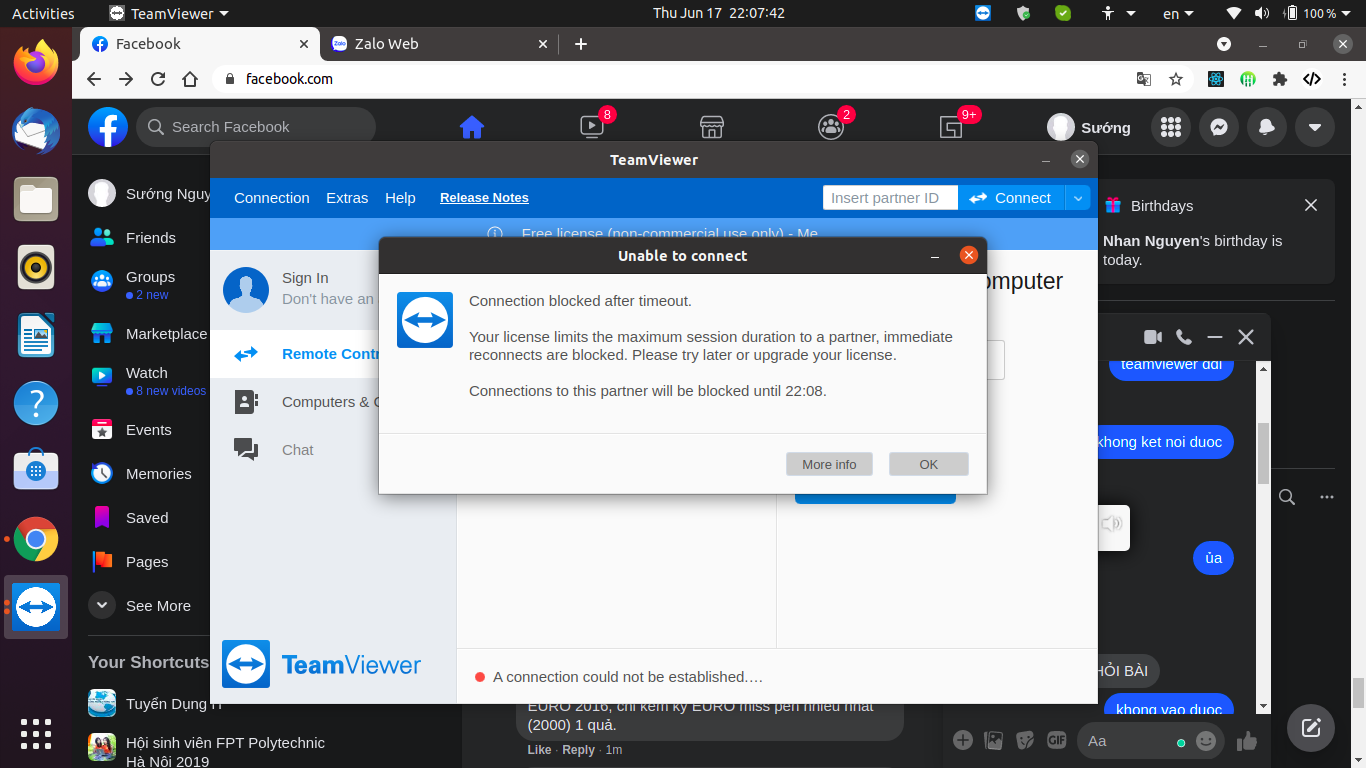 Activities
TeamViewer
Thu Jun 17 22:07:42
en
100 %
Facebook
Zalo
Zalo Web
facebook.com
Search Facebook
8
2
9+
Sướng
TeamViewer
Connection Extras Help Release Notes
Insert partner ID
Connect
Free license (non-commercial use only) - Me
Sướng Nguy
Friends
Groups
2 new
Marketplace
Watch
8 new videos
Events
Memories
Saved
Pages
See More
Your Shortcuts
Tuyển Dụng IT
Hội sinh viên FPT Polytechnic
Hà Nội 2019
Sign In
Don't have an
Remote Contr
Computers & C
Chat
TeamViewer
omputer
Unable to connect
Connection blocked after timeout.
Your license limits the maximum session duration to a partner, immediate
reconnects are blocked. Please try later or upgrade your license.
Connections to this partner will be blocked until 22:08.
More info
OK
A connection could not be established.…
EURO 2016, chỉ kém kỳ EURO miss pen nhiều nhất
(2000) 1 quả.
Like · Reply · 1m
Birthdays
Nhan Nguyen's birthday is
today.
teamviewer ddi
khong ket noi duoc
ủa
HỎI BÀI
khong vao duoc
GIF
Aa